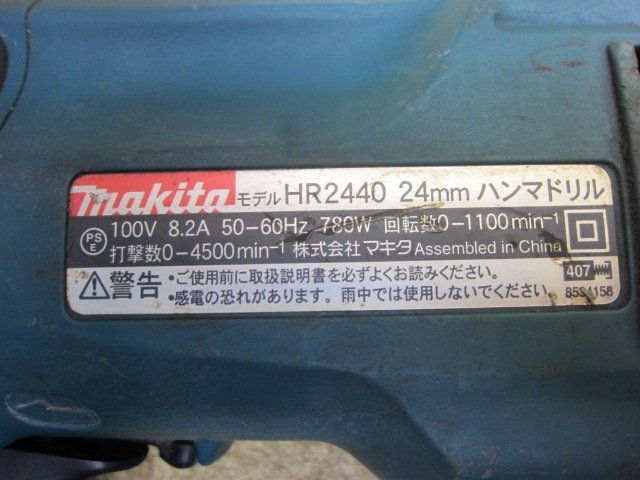 makita モデル HR2440 24mm ハンマドリル
PS E 100V 8.2A 50-60Hz 780W 回転数0-1100min⁻¹
打撃数0-4500min⁻¹ 株式会社マキタ Assembled in China
⚠警告 •ご使用前に取扱説明書を必ずよくお読みください。
•感電の恐れがあります。雨中では使用しないでください。
407